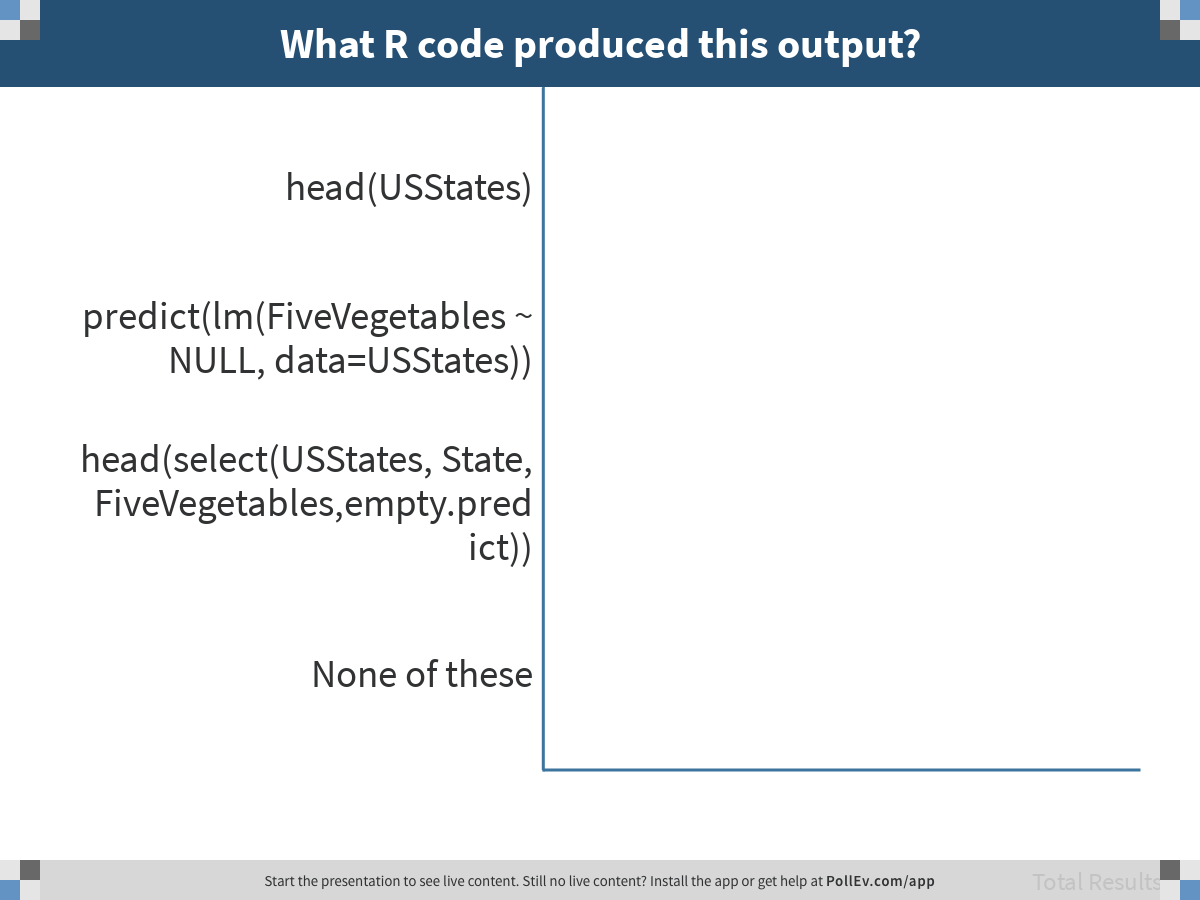 What R code produced this output?
head(USStates)
predict(lm(FiveVegetables ~
NULL, data=USStates))
head(select(USStates, State,
FiveVegetables,empty.pred
ict))
None of these
Start the presentation to see live content. Still no live content? Install the app or get help at PollEv.com/app
Total Results